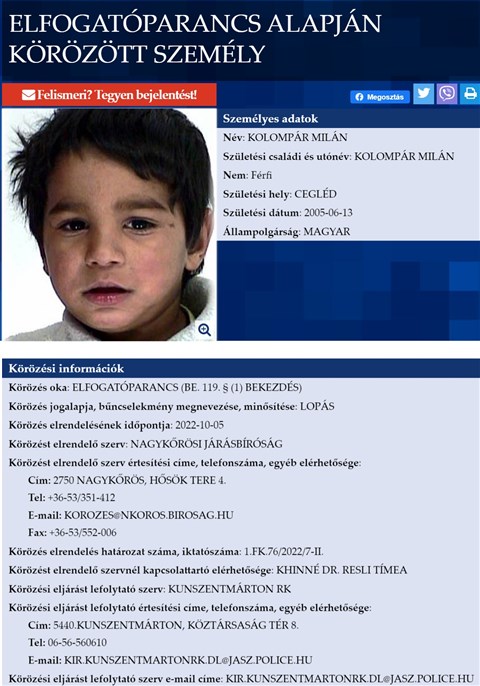 ELFOGATÓPARANCS ALAPJÁN
KÖRÖZÖTT SZEMÉLY
Felismeri? Tegyen bejelentést!
Megosztás
Személyes adatok
Név: KOLOMPÁR MILÁN
Születési családi és utónév: KOLOMPÁR MILÁN
Nem: Férfi
Születési hely: CEGLÉD
Születési dátum: 2005-06-13
Állampolgárság: MAGYAR
Körözési információk
Körözés oka: ELFOGATÓPARANCS (BE. 119. § (1) BEKEZDÉS)
Körözés jogalapja, bűncselekmény megnevezése, minősítése: LOPÁS
Körözés elrendelésének időpontja: 2022-10-05
Körözést elrendelő szerv: NAGYKŐRÖSI JÁRÁSBÍRÓSÁG
Körözést elrendelő szerv értesítési címe, telefonszáma, egyéb elérhetősége:
Cím: 2750 NAGYKŐRÖS, HŐSÖK TERE 4.
Tel: +36-53/351-412
E-mail: KOROZES@NKOROS.BIROSAG.HU
Fax: +36-53/552-006
Körözés elrendelés határozat száma, iktatószáma: 1.FK.76/2022/7-II.
Körözést elrendelő szervnél kapcsolattartó elérhetősége: KHINNÉ DR. RESLI TÍMEA
Körözési eljárást lefolytató szerv: KUNSZENTMÁRTON RK
Körözési eljárást lefolytató értesítési címe, telefonszáma, egyéb elérhetősége:
Cím: 5440.KUNSZENTMÁRTON, KÖZTÁRSASÁG TÉR 8.
Tel: 06-56-560610
E-mail: KIR.KUNSZENTMARTONRK.DL@JASZ.POLICE.HU
Körözési eljárást lefolytató szerv e-mail címe: KIR.KUNSZENTMARTONRK.DL@JASZ.POLICE.HU